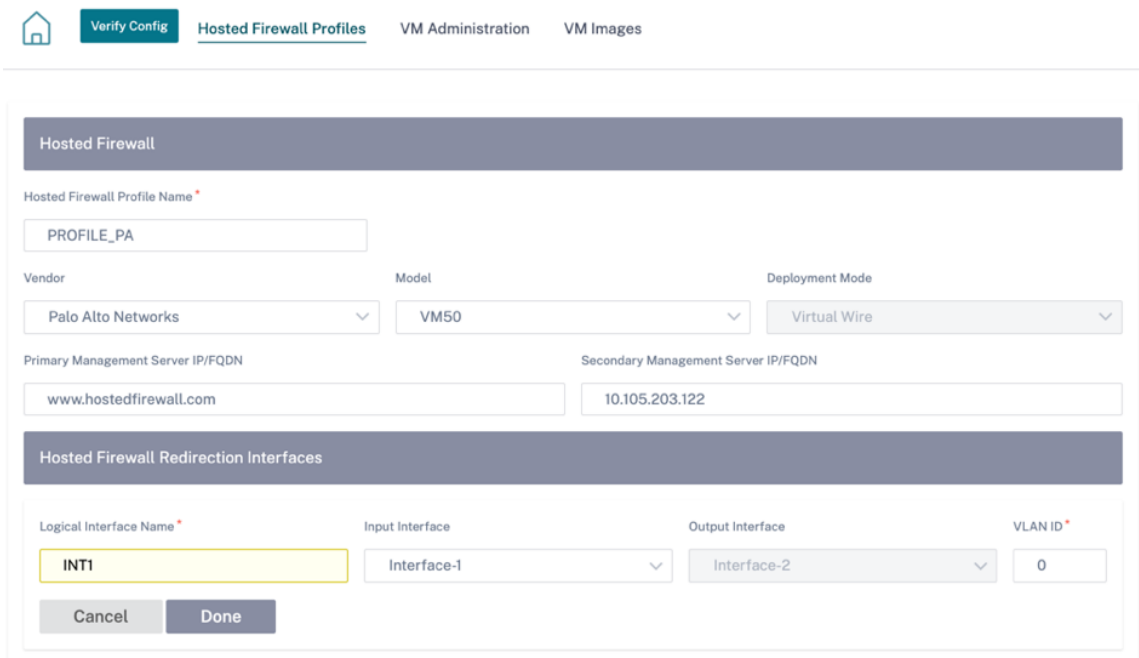 Verify Config Hosted Firewall Profiles VM Administration VM Images
Hosted Firewall
Hosted Firewall Profile Name*
PROFILE_PA
Vendor Model Deployment Mode
Palo Alto Networks VM50 Virtual Wire
Primary Management Server IP/FQDN Secondary Management Server IP/FQDN
www.hostedfirewall.com 10.105.203.122
Hosted Firewall Redirection Interfaces
Logical Interface Name* Input Interface Output Interface VLAN ID*
INT1 Interface-1 Interface-2 0
Cancel Done